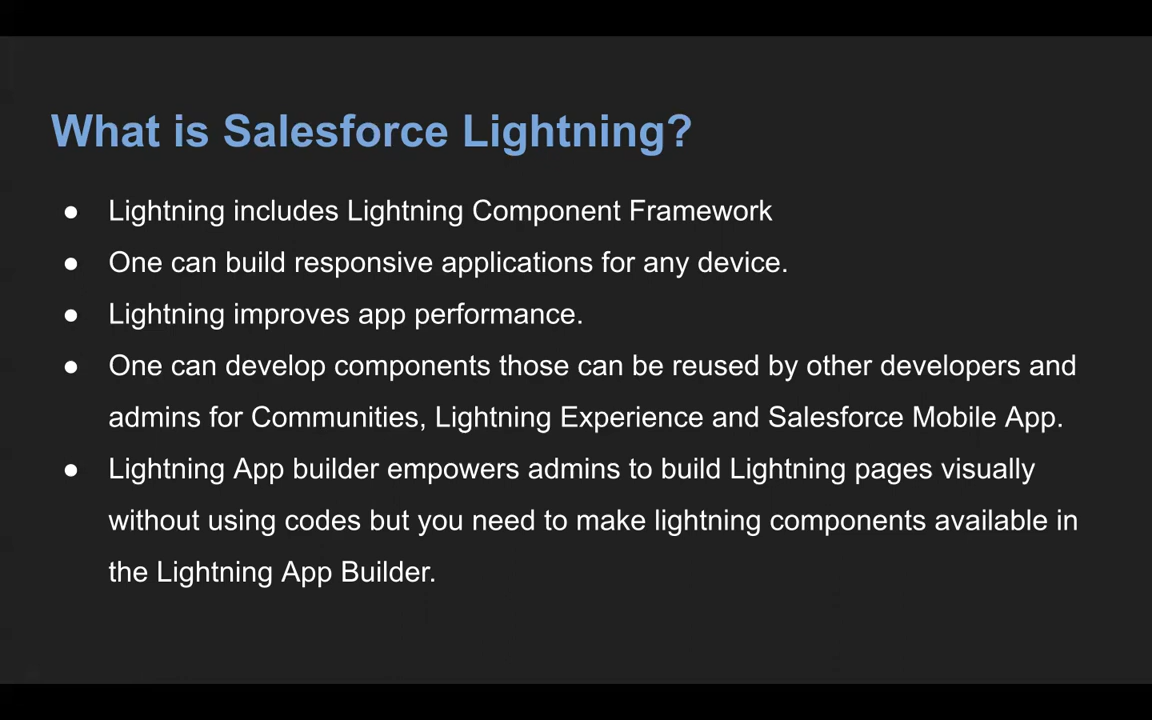 What is Salesforce Lightning?
● Lightning includes Lightning Component Framework
● One can build responsive applications for any device.
● Lightning improves app performance.
● One can develop components those can be reused by other developers and
admins for Communities, Lightning Experience and Salesforce Mobile App.
● Lightning App builder empowers admins to build Lightning pages visually
without using codes but you need to make lightning components available in
the Lightning App Builder.